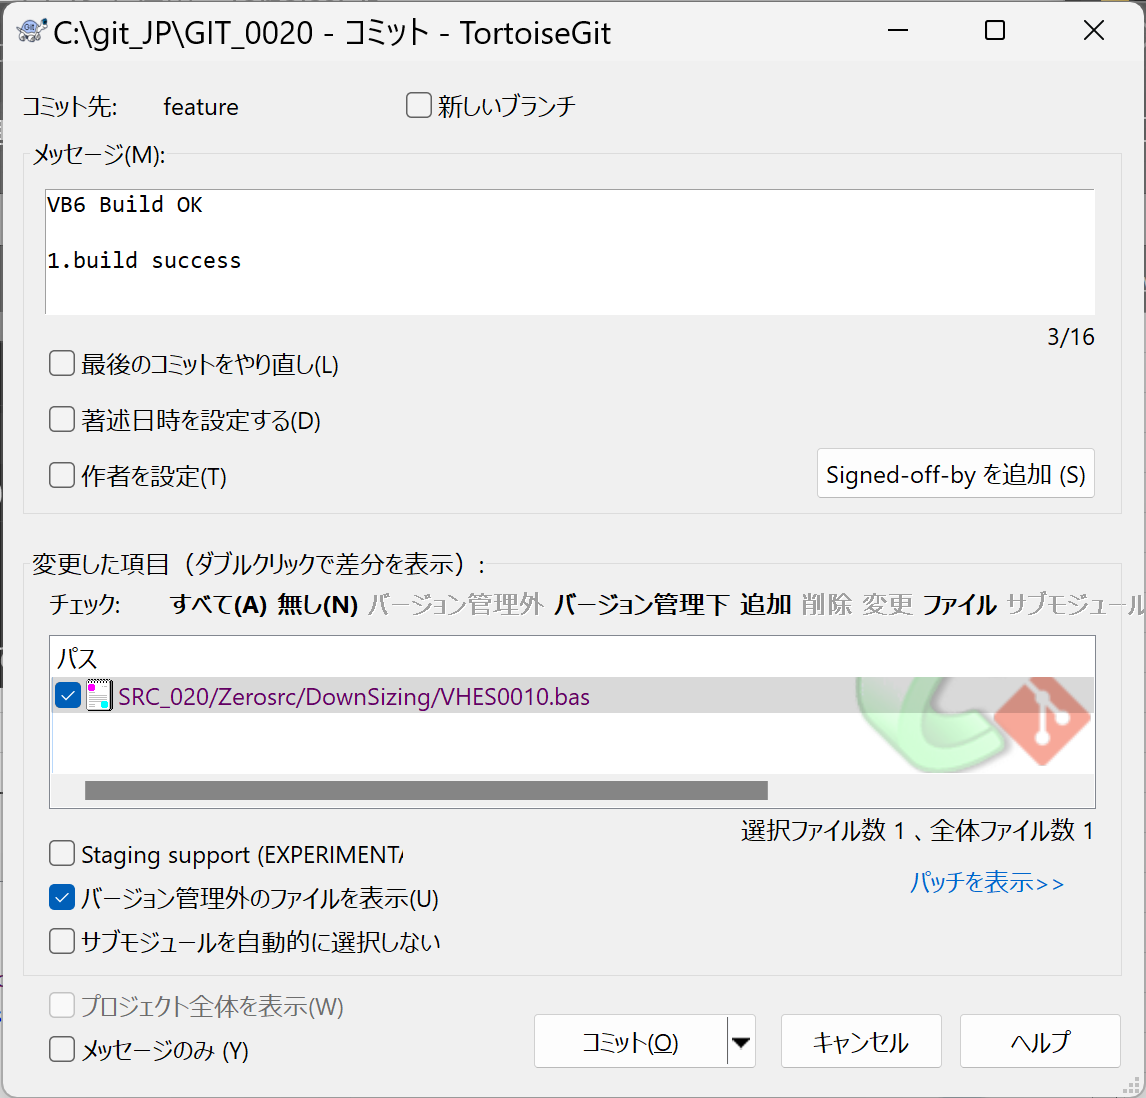 C:\git_JP\GIT_0020 - コミット - TortoiseGit
コミット先: feature 新しいブランチ
メッセージ(M):
VB6 Build OK
1.build success
3/16
最後のコミットをやり直し(L)
著述日時を設定する(D)
作者を設定(T)
Signed-off-by を追加 (S)
変更した項目（ダブルクリックで差分を表示）:
チェック: すべて(A) 無し(N) バージョン管理外 バージョン管理下 追加 削除 変更 ファイル サブモジュール
パス
SRC_020/Zerosrc/DownSizing/VHES0010.bas
選択ファイル数 1 、全体ファイル数 1
Staging support (EXPERIMENTA
パッチを表示>>
バージョン管理外のファイルを表示(U)
サブモジュールを自動的に選択しない
プロジェクト全体を表示(W)
メッセージのみ (Y)
コミット(O) キャンセル ヘルプ